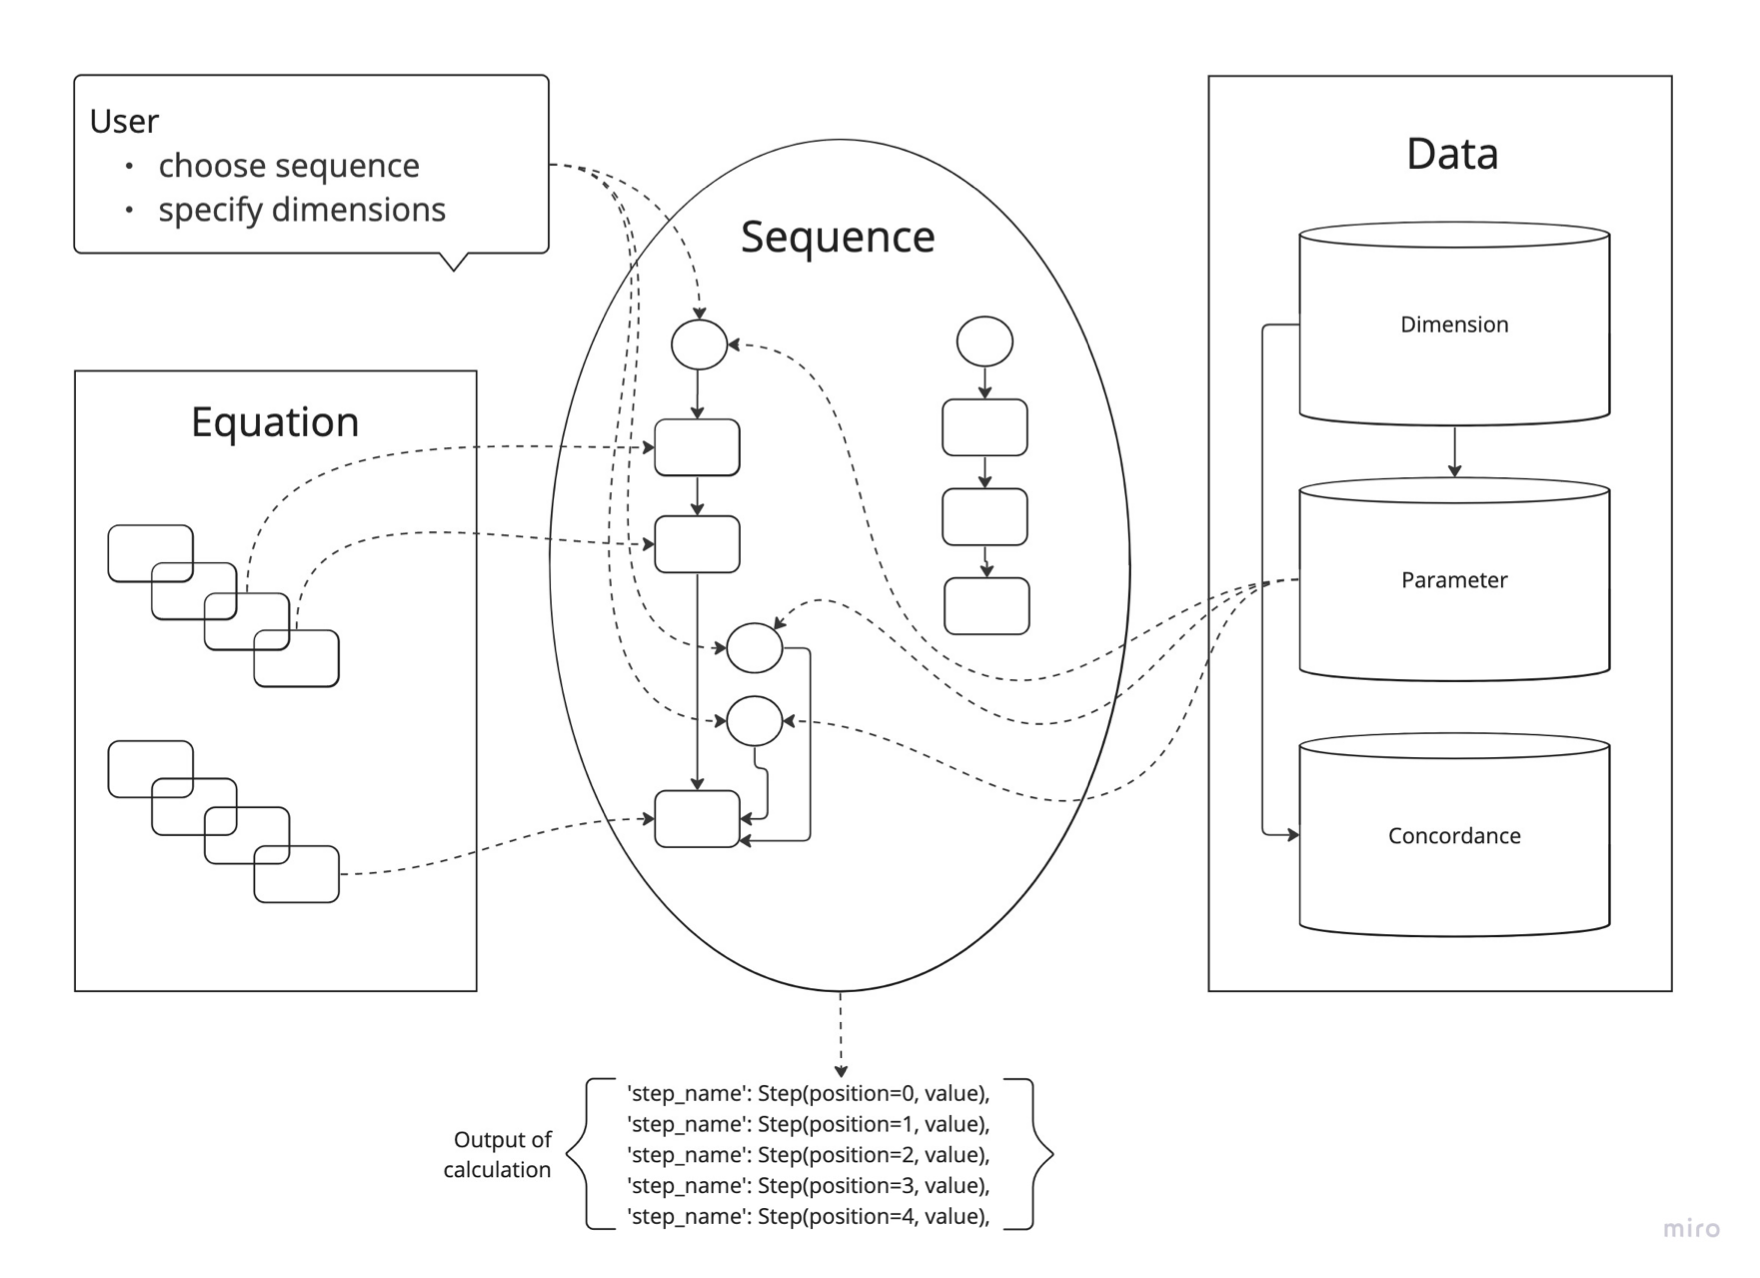 User
• choose sequence
• specify dimensions
Equation
Sequence
Data
Dimension
Parameter
Concordance
Output of
calculation
'step_name': Step(position=0, value),
'step_name': Step(position=1, value),
'step_name': Step(position=2, value),
'step_name': Step(position=3, value),
'step_name': Step(position=4, value),
miro